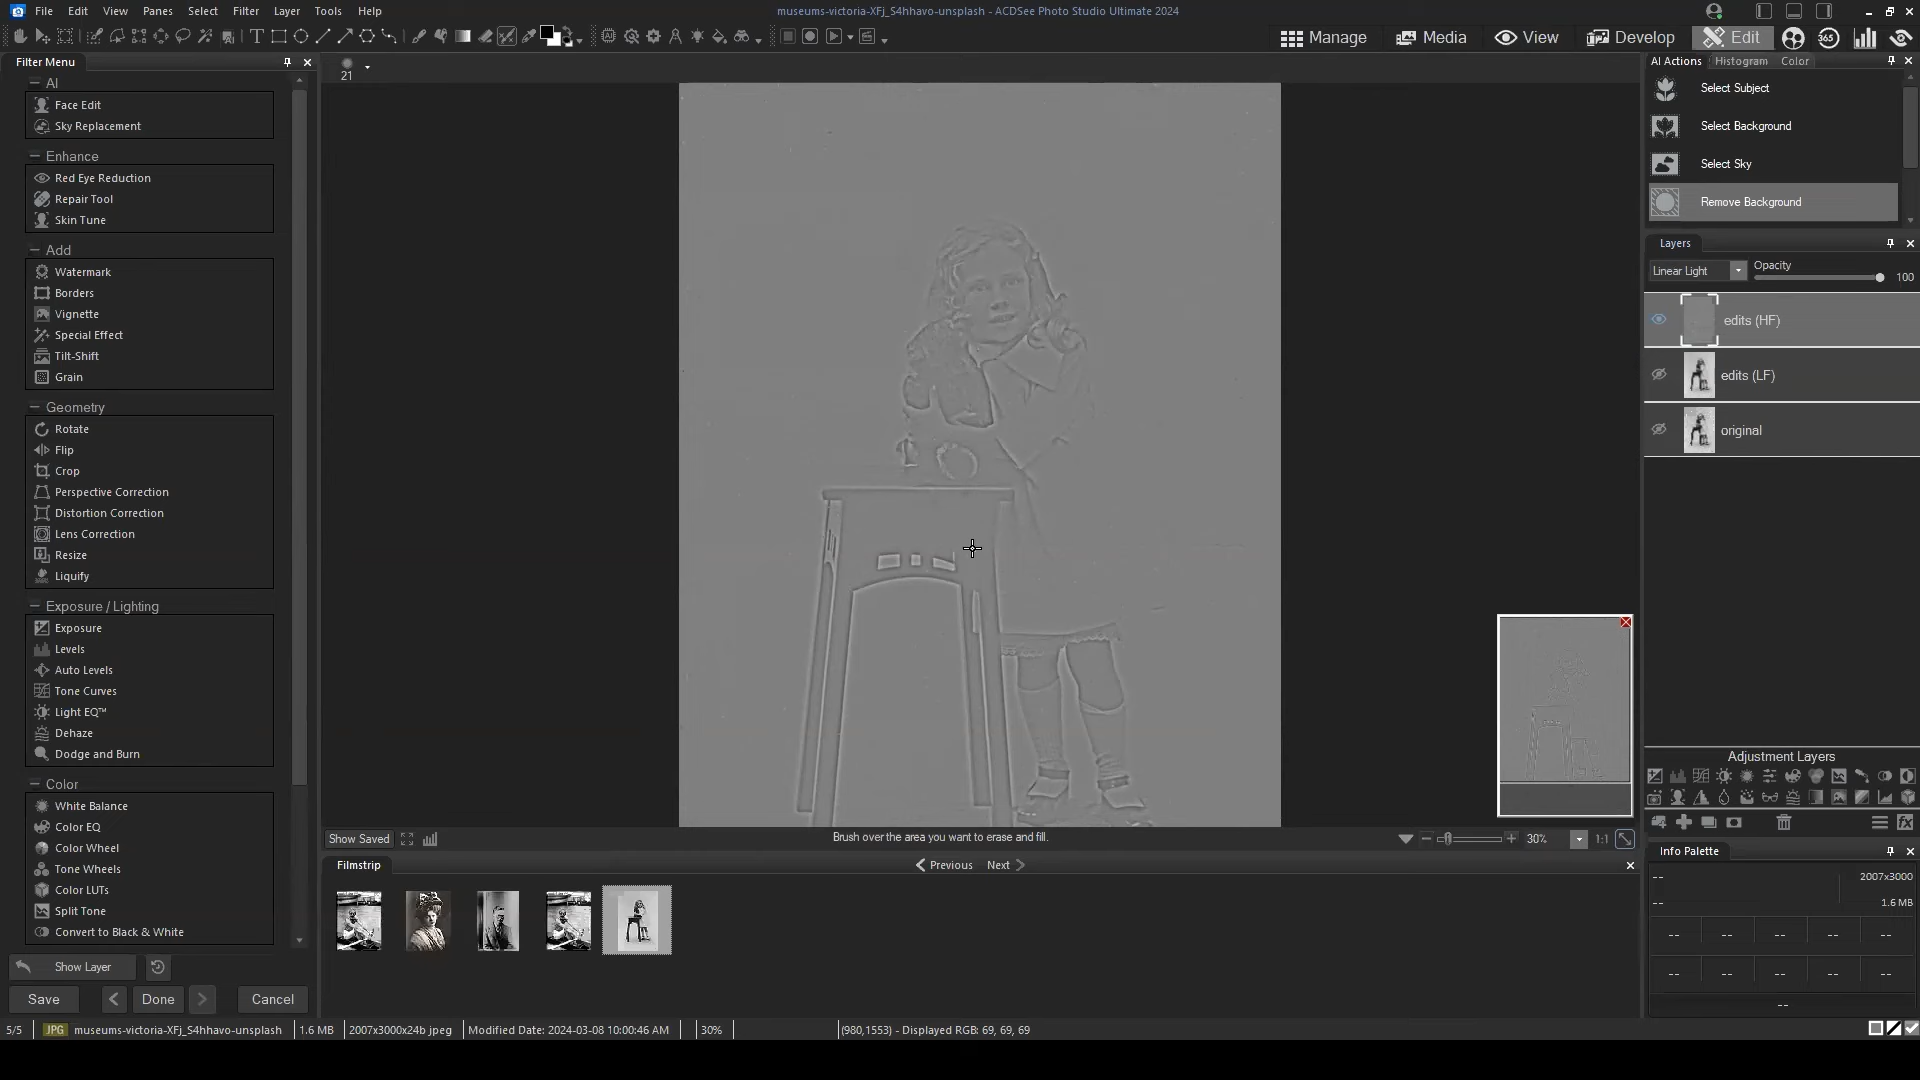 File Edit View Panes Select Filter Layer Tools Help
museums-victoria-XFj_S4hhavo-unsplash - ACDSee Photo Studio Ultimate 2024
Manage Media View Develop Edit 365
Filter Menu
21
AI Actions Histogram Color
AI
Face Edit
Sky Replacement
Enhance
Red Eye Reduction
Repair Tool
Skin Tune
Add
Watermark
Borders
Vignette
Special Effect
Tilt-Shift
Grain
Geometry
Rotate
Flip
Crop
Perspective Correction
Distortion Correction
Lens Correction
Resize
Liquify
Exposure / Lighting
Exposure
Levels
Auto Levels
Tone Curves
Light EQ™
Dehaze
Dodge and Burn
Color
White Balance
Color EQ
Color Wheel
Tone Wheels
Color LUTs
Split Tone
Convert to Black & White
Show Layer
Save Done Cancel
Select Subject
Select Background
Select Sky
Remove Background
Layers
Linear Light Opacity 100
edits (HF)
edits (LF)
original
Adjustment Layers
fx
Show Saved
Brush over the area you want to erase and fill.
30% 1:1
Filmstrip Previous Next
Info Palette
-- 2007x3000
-- 1.6 MB
-- -- -- -- --
-- -- -- -- --
--
5/5 JPG museums-victoria-XFj_S4hhavo-unsplash 1.6 MB 2007x3000x24b jpeg Modified Date: 2024-03-08 10:00:46 AM 30% (980,1553) - Displayed RGB: 69, 69, 69